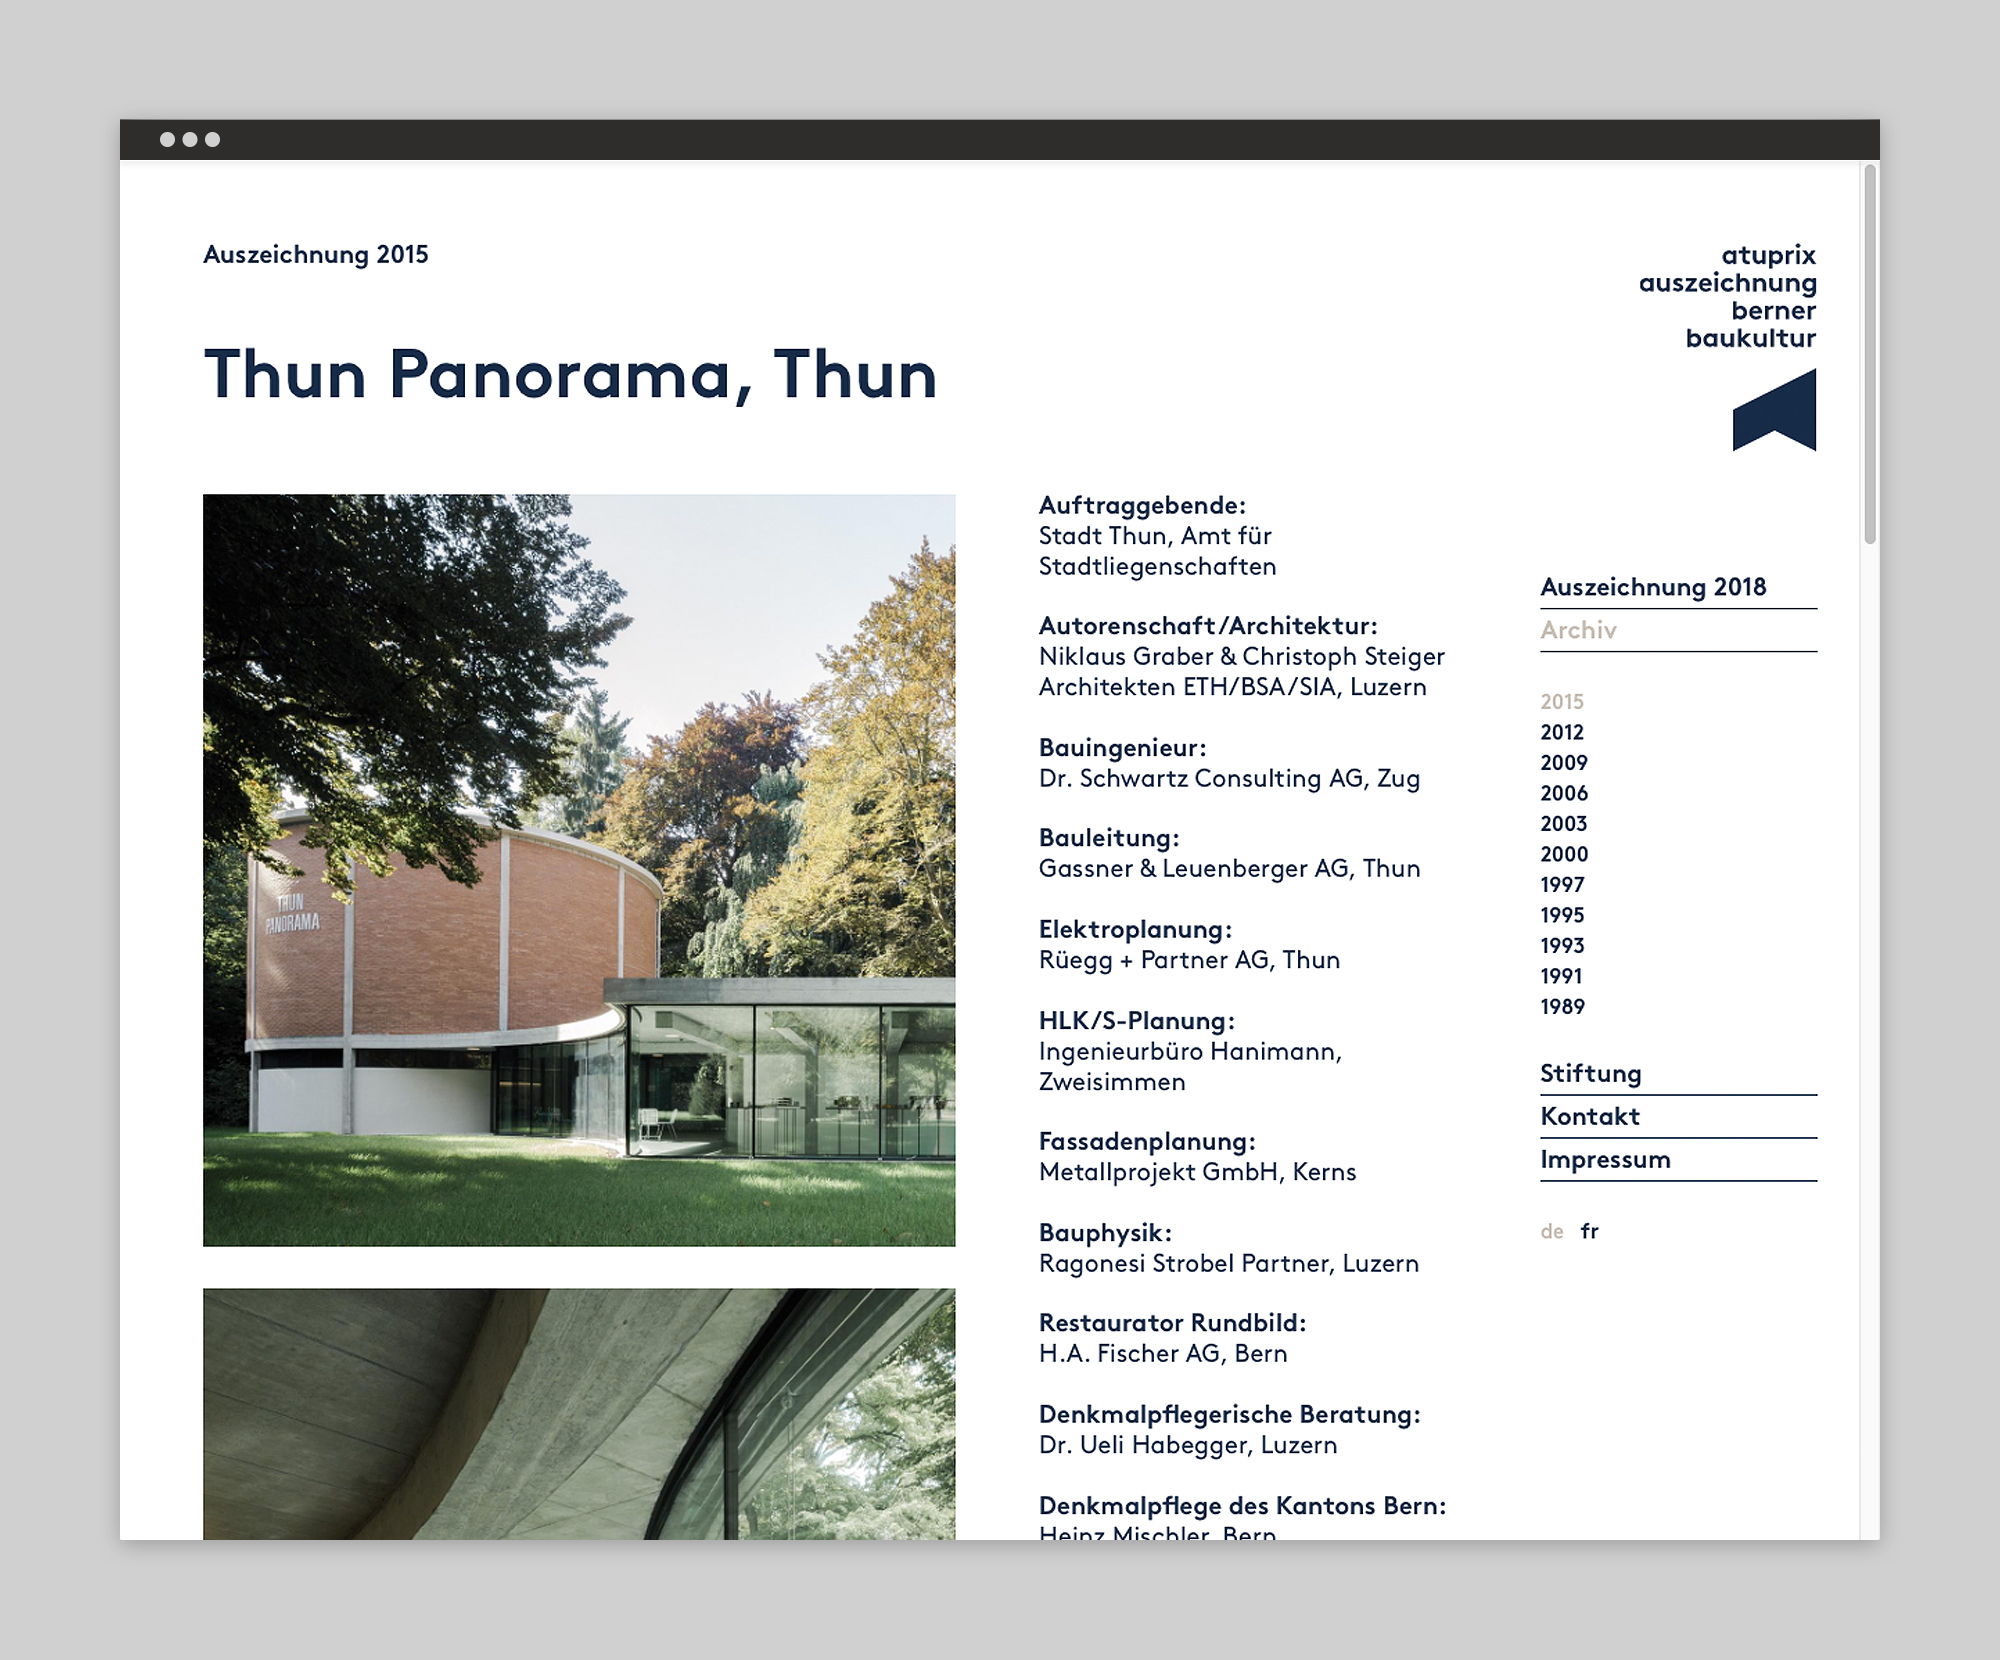 Auszeichnung 2015
atuprix
auszeichnung
berner
baukultur
Thun Panorama, Thun
THUN
PANORAMA
Auftraggebende:
Stadt Thun, Amt für
Stadtliegenschaften
Autorenschaft/Architektur:
Niklaus Graber & Christoph Steiger
Architekten ETH/BSA/SIA, Luzern
Bauingenieur:
Dr. Schwartz Consulting AG, Zug
Bauleitung:
Gassner & Leuenberger AG, Thun
Elektroplanung:
Rüegg + Partner AG, Thun
HLK/S-Planung:
Ingenieurbüro Hanimann,
Zweisimmen
Fassadenplanung:
Metallprojekt GmbH, Kerns
Bauphysik:
Ragonesi Strobel Partner, Luzern
Restaurator Rundbild:
H.A. Fischer AG, Bern
Denkmalpflegerische Beratung:
Dr. Ueli Habegger, Luzern
Denkmalpflege des Kantons Bern:
Heinz Mischler, Bern
Auszeichnung 2018
Archiv
2015
2012
2009
2006
2003
2000
1997
1995
1993
1991
1989
Stiftung
Kontakt
Impressum
de fr